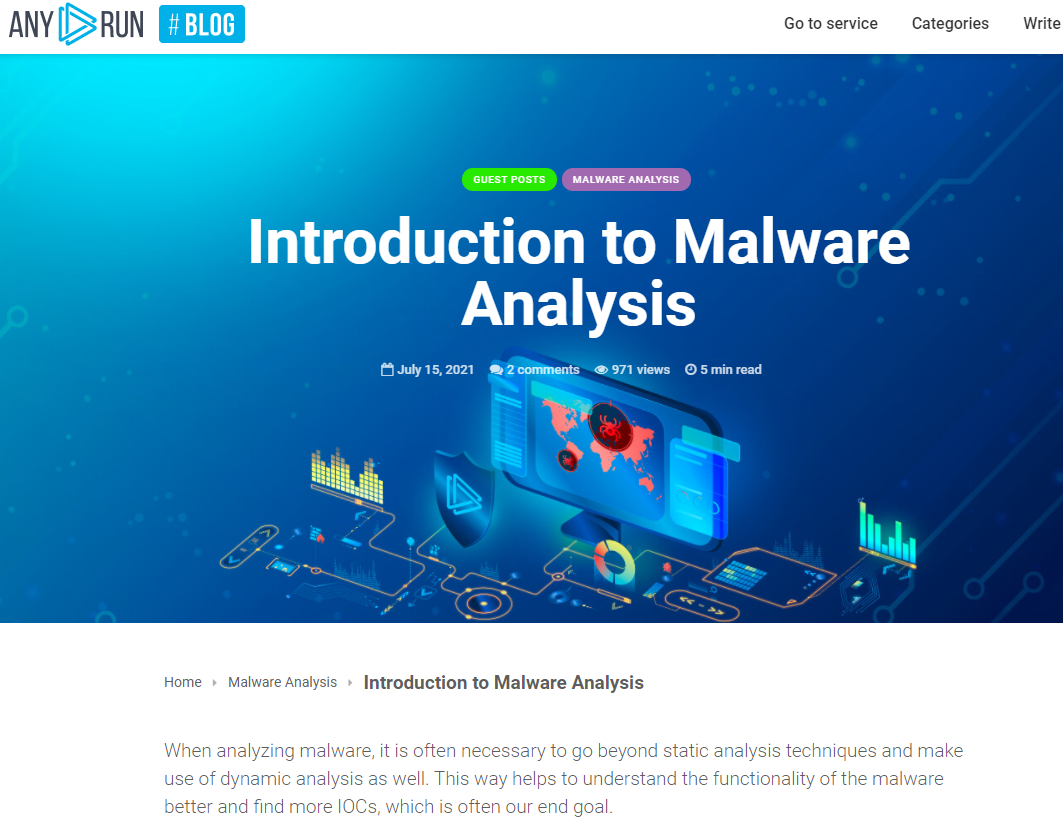 ANY RUN # BLOG Go to service Categories Write
GUEST POSTS MALWARE ANALYSIS
Introduction to Malware
Analysis
July 15, 2021 2 comments 971 views 5 min read
Home Malware Analysis Introduction to Malware Analysis
When analyzing malware, it is often necessary to go beyond static analysis techniques and make
use of dynamic analysis as well. This way helps to understand the functionality of the malware
better and find more IOCs, which is often our end goal.